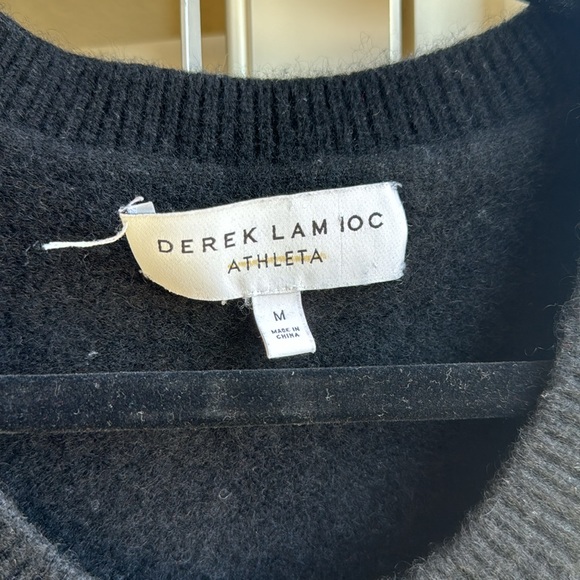 DEREK LAM 10C
ATHLETA
M
MADE IN
CHINA